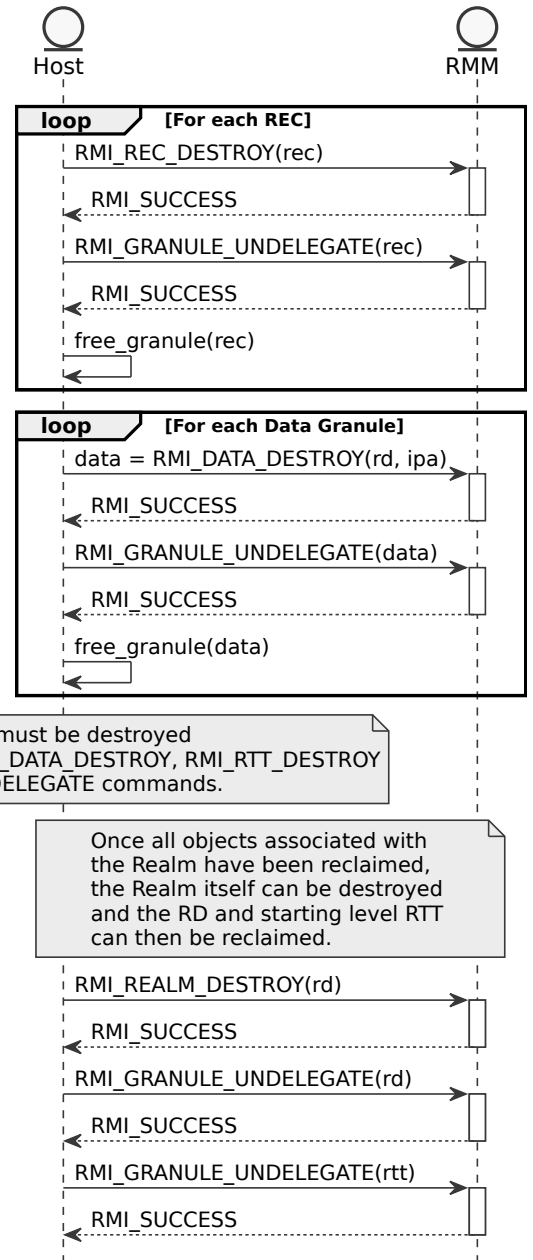 Host
RMM
loop [For each REC]
RMI_REC_DESTROY(rec)
RMI_SUCCESS
RMI_GRANULE_UNDELEGATE(rec)
RMI_SUCCESS
free_granule(rec)
loop [For each Data Granule]
data = RMI_DATA_DESTROY(rd, ipa)
RMI_SUCCESS
RMI_GRANULE_UNDELEGATE(data)
RMI_SUCCESS
free_granule(data)
must be destroyed
_DATA_DESTROY, RMI_RTT_DESTROY
ELEGATE commands.
Once all objects associated with
the Realm have been reclaimed,
the Realm itself can be destroyed
and the RD and starting level RTT
can then be reclaimed.
RMI_REALM_DESTROY(rd)
RMI_SUCCESS
RMI_GRANULE_UNDELEGATE(rd)
RMI_SUCCESS
RMI_GRANULE_UNDELEGATE(rtt)
RMI_SUCCESS